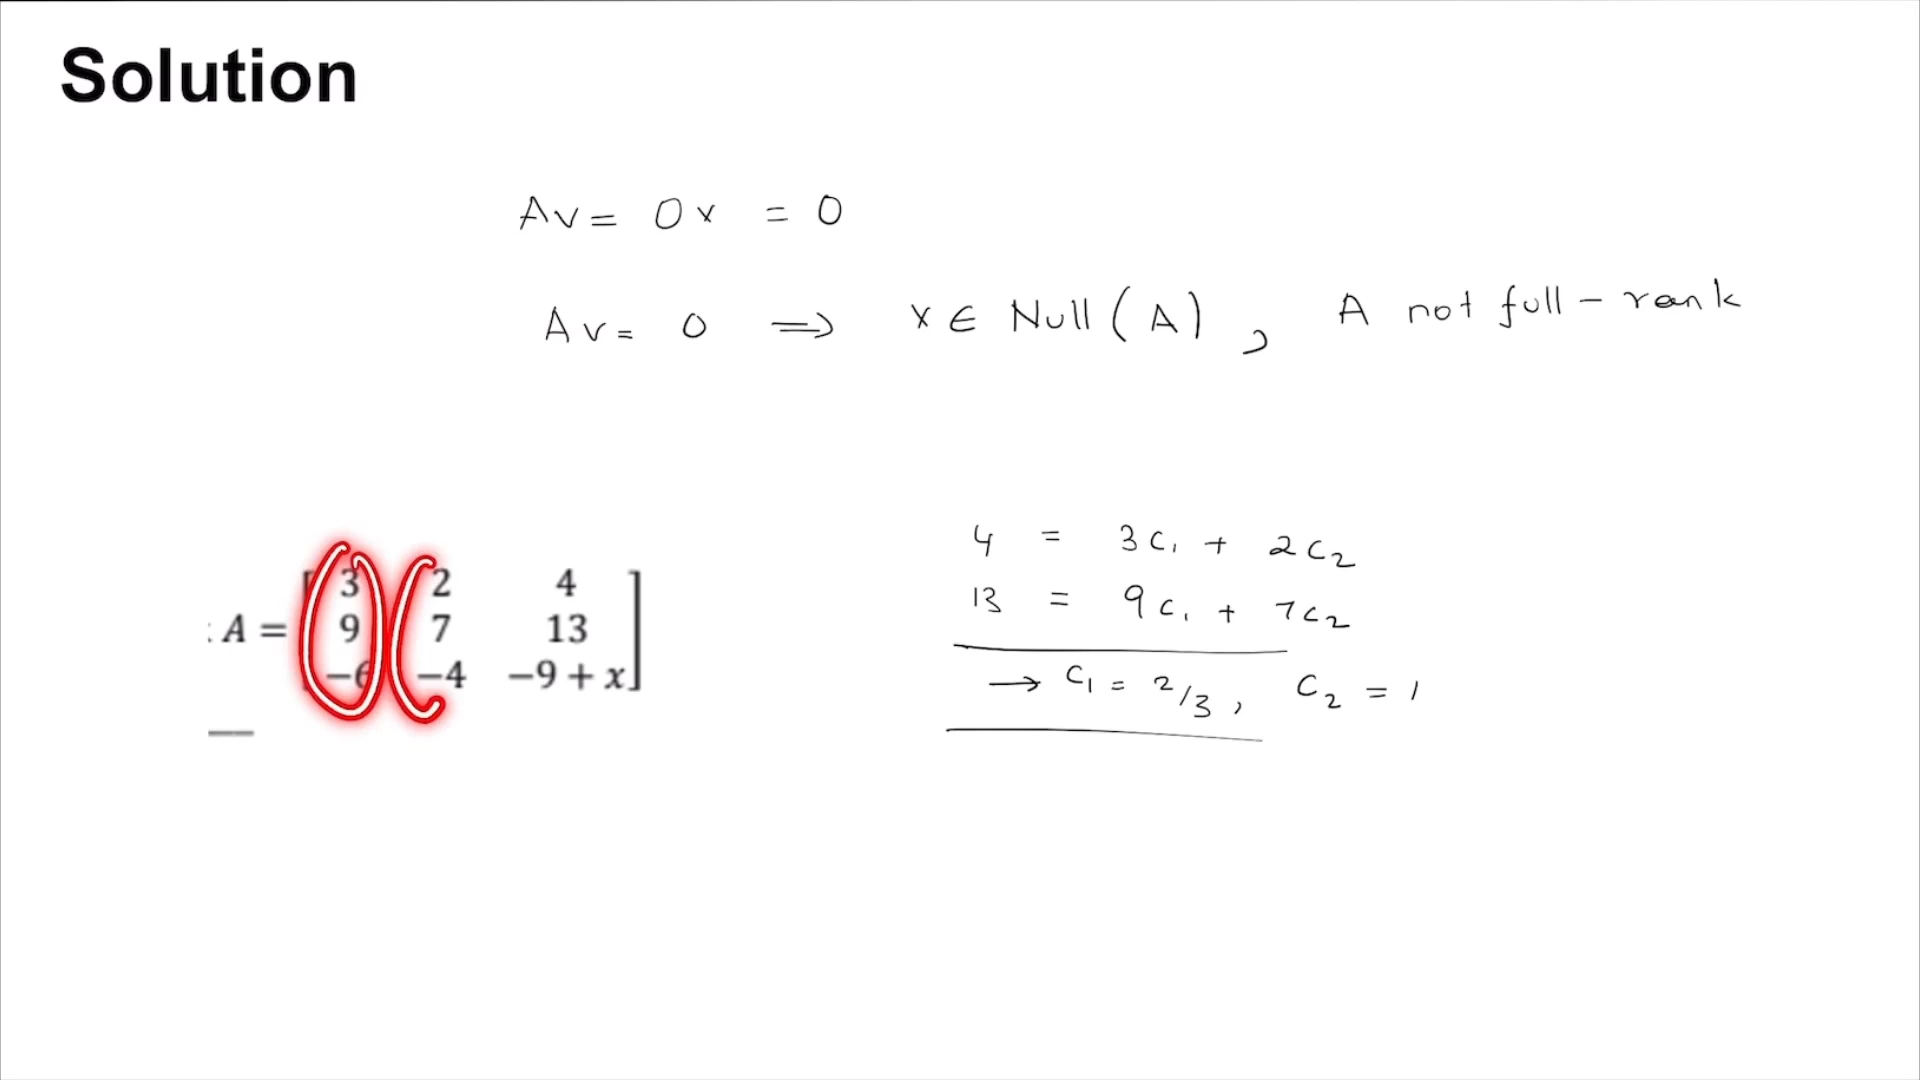 Solution
Av = 0x = 0
Av = 0 ⇒ x ∈ Null(A), A not full-rank
4 = 3c₁ + 2c₂
13 = 9c₁ + 7c₂
→ c₁ = 2/3, c₂ = 1
3 2 4
: A = 9 7 13
−6 −4 −9 + x